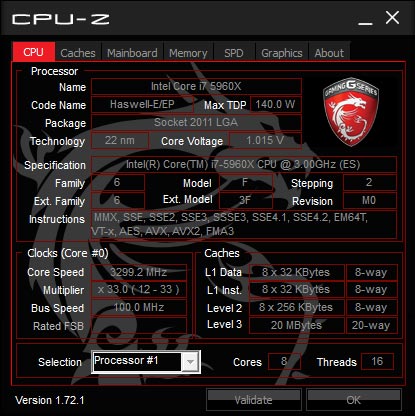 CPU-Z
CPU Caches Mainboard Memory SPD Graphics About
Processor
Name Intel Core i7 5960X
Code Name Haswell-E/EP Max TDP 140.0 W
Package Socket 2011 LGA
Technology 22 nm Core Voltage 1.015 V
Specification Intel(R) Core(TM) i7-5960X CPU @ 3.00GHz (ES)
Family 6 Model F Stepping 2
Ext. Family 6 Ext. Model 3F Revision M0
Instructions MMX, SSE, SSE2, SSE3, SSSE3, SSE4.1, SSE4.2, EM64T,
VT-x, AES, AVX, AVX2, FMA3
GAMING G SERIES
Clocks (Core #0)
Core Speed 3299.2 MHz
Multiplier x 33.0 ( 12 - 33 )
Bus Speed 100.0 MHz
Rated FSB
Caches
L1 Data 8 x 32 KBytes 8-way
L1 Inst. 8 x 32 KBytes 8-way
Level 2 8 x 256 KBytes 8-way
Level 3 20 MBytes 20-way
Selection Processor #1 Cores 8 Threads 16
Version 1.72.1 Validate OK